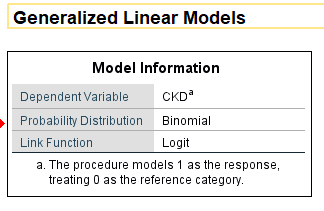 Generalized Linear Models
Model Information
Dependent Variable CKDa
Probability Distribution Binomial
Link Function Logit
a. The procedure models 1 as the response,
treating 0 as the reference category.